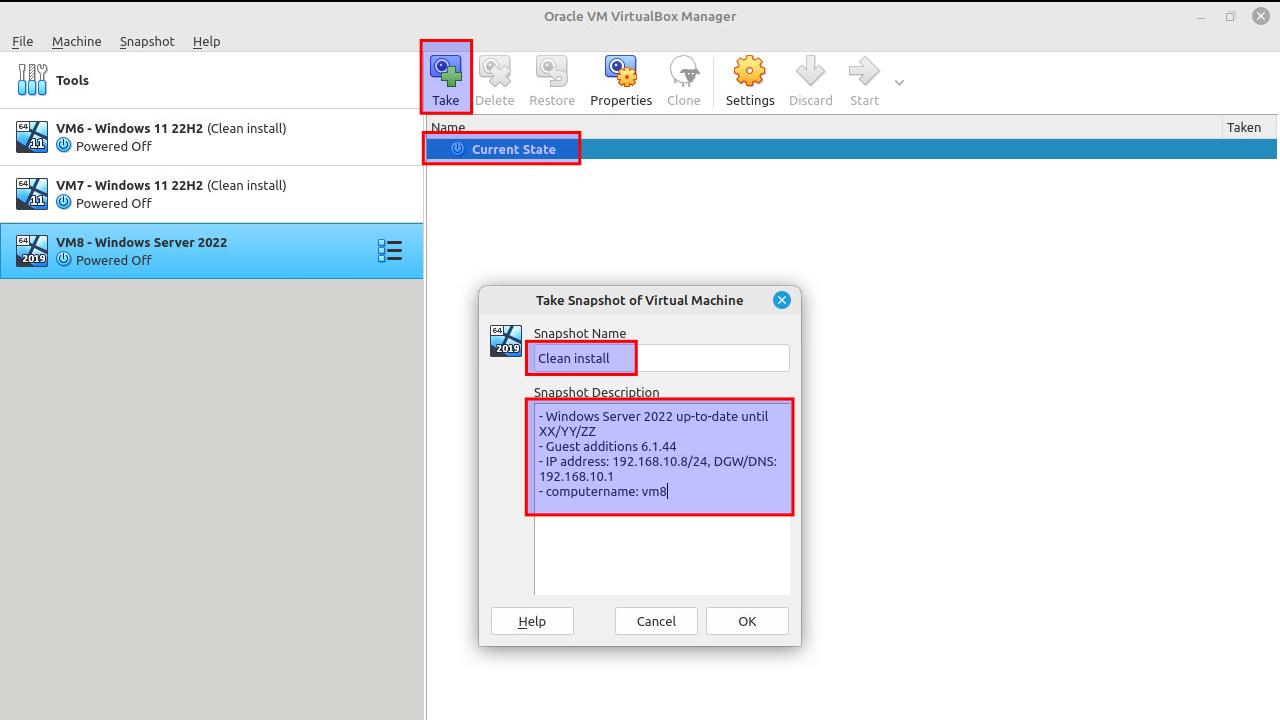 Oracle VM VirtualBox Manager
File Machine Snapshot Help
Tools
Take Delete Restore Properties Clone Settings Discard Start
Name Taken
Current State
64 11 VM6 - Windows 11 22H2 (Clean install)
Powered Off
64 11 VM7 - Windows 11 22H2 (Clean install)
Powered Off
64 2019 VM8 - Windows Server 2022
Powered Off
Take Snapshot of Virtual Machine
64 2019
Snapshot Name
Clean install
Snapshot Description
- Windows Server 2022 up-to-date until
XX/YY/ZZ
- Guest additions 6.1.44
- IP address: 192.168.10.8/24, DGW/DNS:
192.168.10.1
- computername: vm8
Help Cancel OK